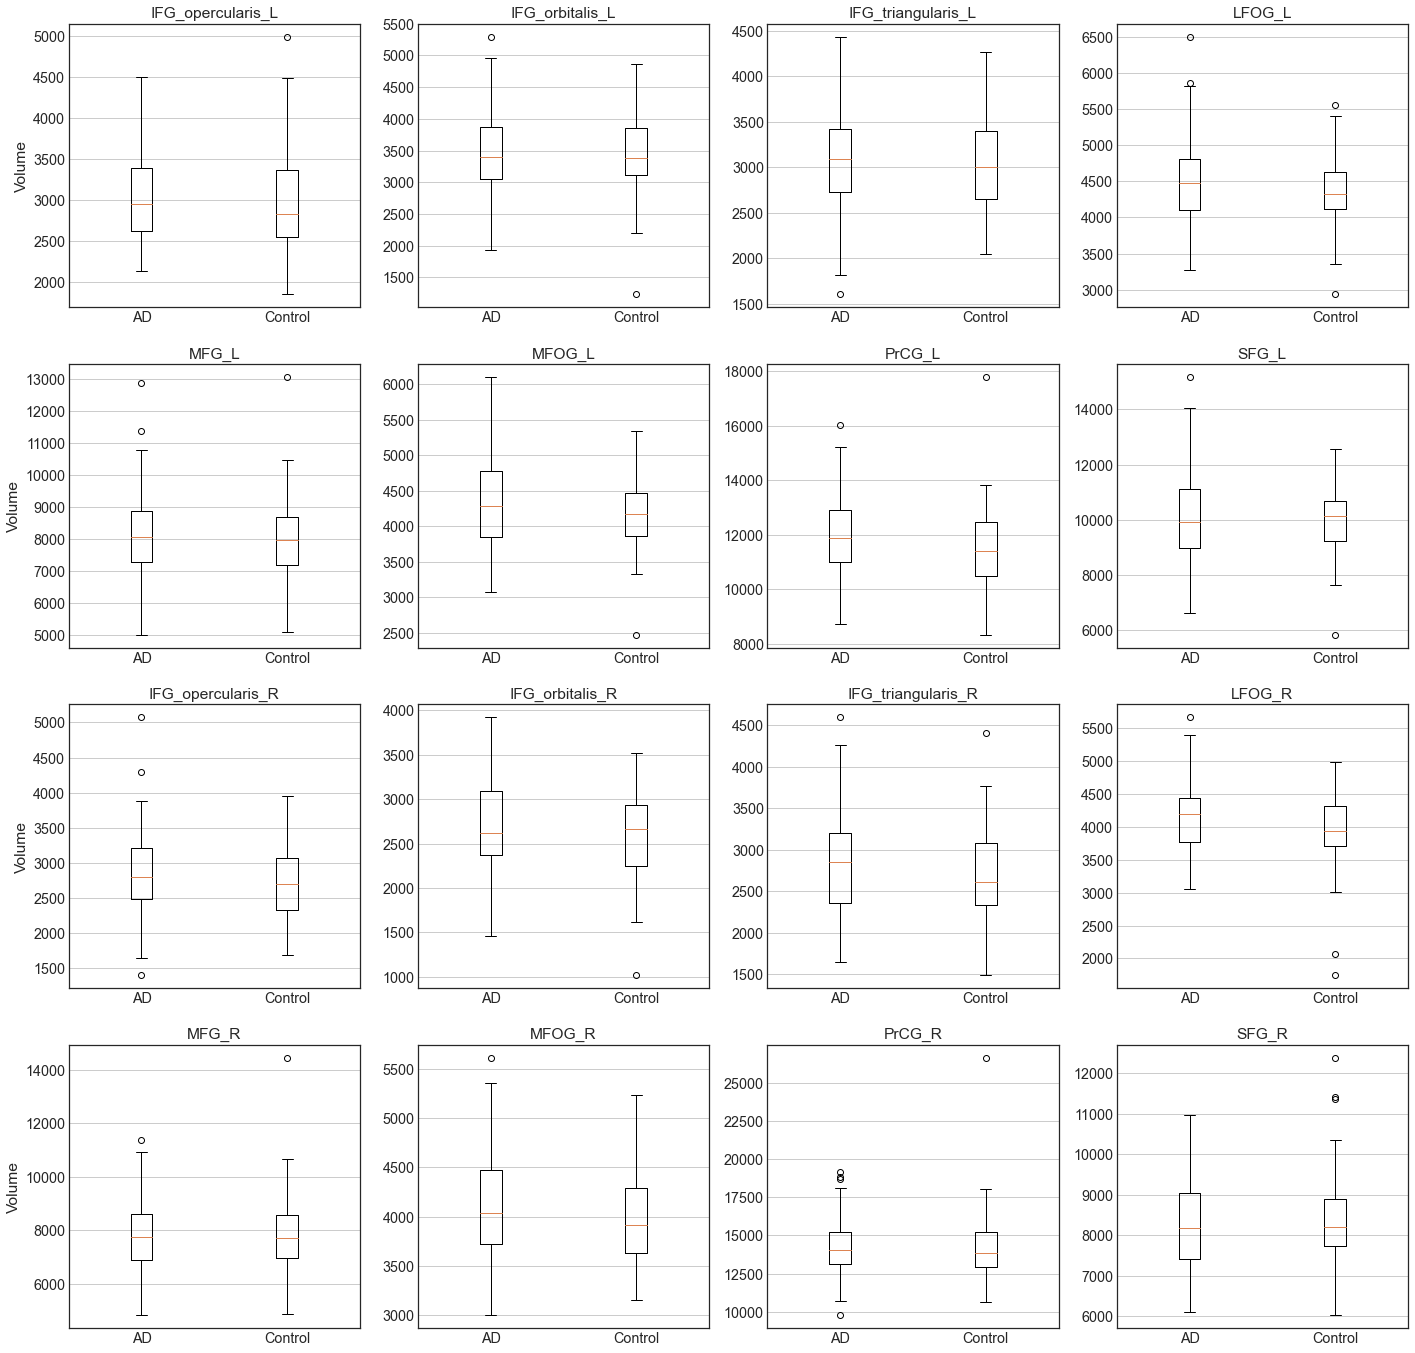 IFG_opercularis_L
IFG_orbitalis_L
IFG_triangularis_L
LFOG_L
5000
4500
4000
3500
3000
2500
2000
Volume
AD
Control
5500
5000
4500
4000
3500
3000
2500
2000
1500
AD
Control
4500
4000
3500
3000
2500
2000
1500
AD
Control
6500
6000
5500
5000
4500
4000
3500
3000
AD
Control
MFG_L
MFOG_L
PrCG_L
SFG_L
13000
12000
11000
10000
9000
8000
7000
6000
5000
Volume
AD
Control
6000
5500
5000
4500
4000
3500
3000
2500
AD
Control
18000
16000
14000
12000
10000
8000
AD
Control
14000
12000
10000
8000
6000
AD
Control
IFG_opercularis_R
IFG_orbitalis_R
IFG_triangularis_R
LFOG_R
5000
4500
4000
3500
3000
2500
2000
1500
Volume
AD
Control
4000
3500
3000
2500
2000
1500
1000
AD
Control
4500
4000
3500
3000
2500
2000
1500
AD
Control
5500
5000
4500
4000
3500
3000
2500
2000
AD
Control
MFG_R
MFOG_R
PrCG_R
SFG_R
14000
12000
10000
8000
6000
Volume
AD
Control
5500
5000
4500
4000
3500
3000
AD
Control
25000
22500
20000
17500
15000
12500
10000
AD
Control
12000
11000
10000
9000
8000
7000
6000
AD
Control